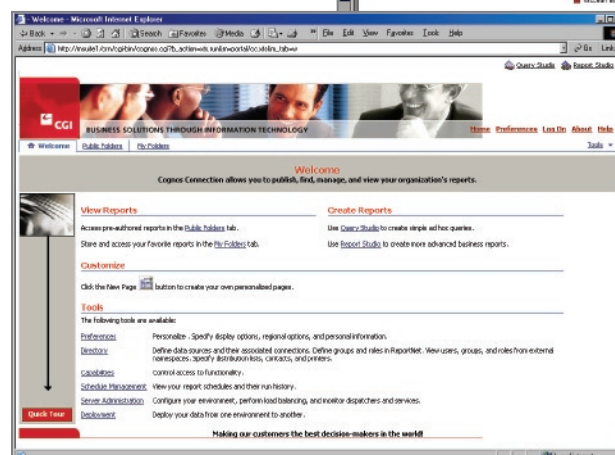 Welcome - Microsoft Internet Explorer
Back Search Favorites Media File Edit View Favorites Tools Help
Address Go Link
Query Studio Report Studio
CGI
BUSINESS SOLUTIONS THROUGH INFORMATION TECHNOLOGY
Home Preferences Log On About Help
Welcome Public Folders My Folders Tools
Welcome
Cognos Connection allows you to publish, find, manage, and view your organization's reports.
View Reports Create Reports
Access pre-authored reports in the Public Folders tab. Use Query Studio to create simple ad hoc queries.
Store and access your favorite reports in the My Folders tab. Use Report Studio to create more advanced business reports.
Customize
Click the New Page button to create your own personalized pages.
Tools
The following tools are available:
Preferences Personalize . Specify display options, regional options, and personal information.
Directory Define data sources and their associated connections. Define groups and roles in ReportNet. View users, groups, and roles from external
namespaces. Specify distribution lists, contacts, and printers.
Capabilities Control access to functionality.
Schedule Management View your report schedules and their run history.
Server Administration Configure your environment, perform load balancing, and monitor dispatchers and services.
Quick Tour Deployment Deploy your data from one environment to another.
Making our customers the best decision-makers in the world!